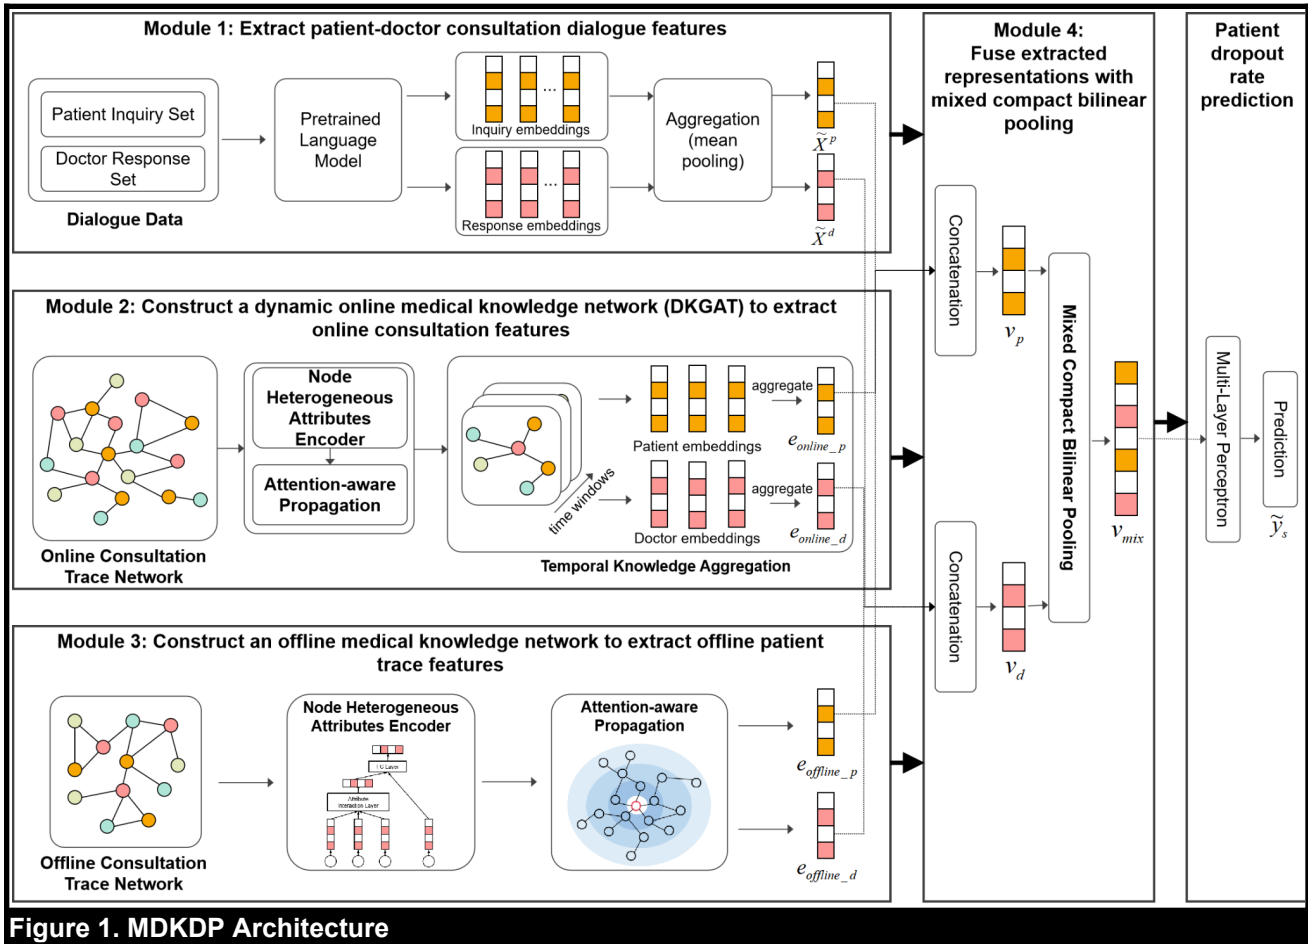 Module 1: Extract patient-doctor consultation dialogue features
Patient Inquiry Set
Doctor Response
Set
Dialogue Data
Pretrained
Language
Model
...
Inquiry embeddings
...
Response embeddings
Aggregation
(mean
pooling)
X̃ᵖ
X̃ᵈ
Module 2: Construct a dynamic online medical knowledge network (DKGAT) to extract
online consultation features
Online Consultation
Trace Network
Node
Heterogeneous
Attributes
Encoder
Attention-aware
Propagation
time windows
Patient embeddings
Doctor embeddings
aggregate
aggregate
e_online_p
e_online_d
Temporal Knowledge Aggregation
Module 3: Construct an offline medical knowledge network to extract offline patient
trace features
Offline Consultation
Trace Network
Node Heterogeneous
Attributes Encoder
Layer
Attribute
Interaction Layer
Attention-aware
Propagation
e_offline_p
e_offline_d
Module 4:
Fuse extracted
representations with
mixed compact bilinear
pooling
Concatenation
v_p
Concatenation
v_d
Mixed Compact Bilinear Pooling
v_mix
Patient
dropout
rate
prediction
Multi-Layer Perceptron
Prediction
ỹ_s
Figure 1. MDKDP Architecture